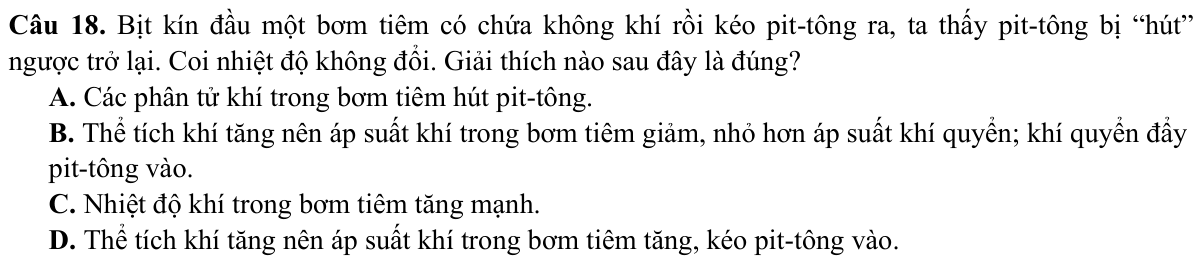 Câu 18. Bịt kín đầu một bơm tiêm có chứa không khí rồi kéo pit-tông ra, ta thấy pit-tông bị “hút”
ngược trở lại. Coi nhiệt độ không đổi. Giải thích nào sau đây là đúng?
A. Các phân tử khí trong bơm tiêm hút pit-tông.
B. Thể tích khí tăng nên áp suất khí trong bơm tiêm giảm, nhỏ hơn áp suất khí quyển; khí quyển đẩy
pit-tông vào.
C. Nhiệt độ khí trong bơm tiêm tăng mạnh.
D. Thể tích khí tăng nên áp suất khí trong bơm tiêm tăng, kéo pit-tông vào.